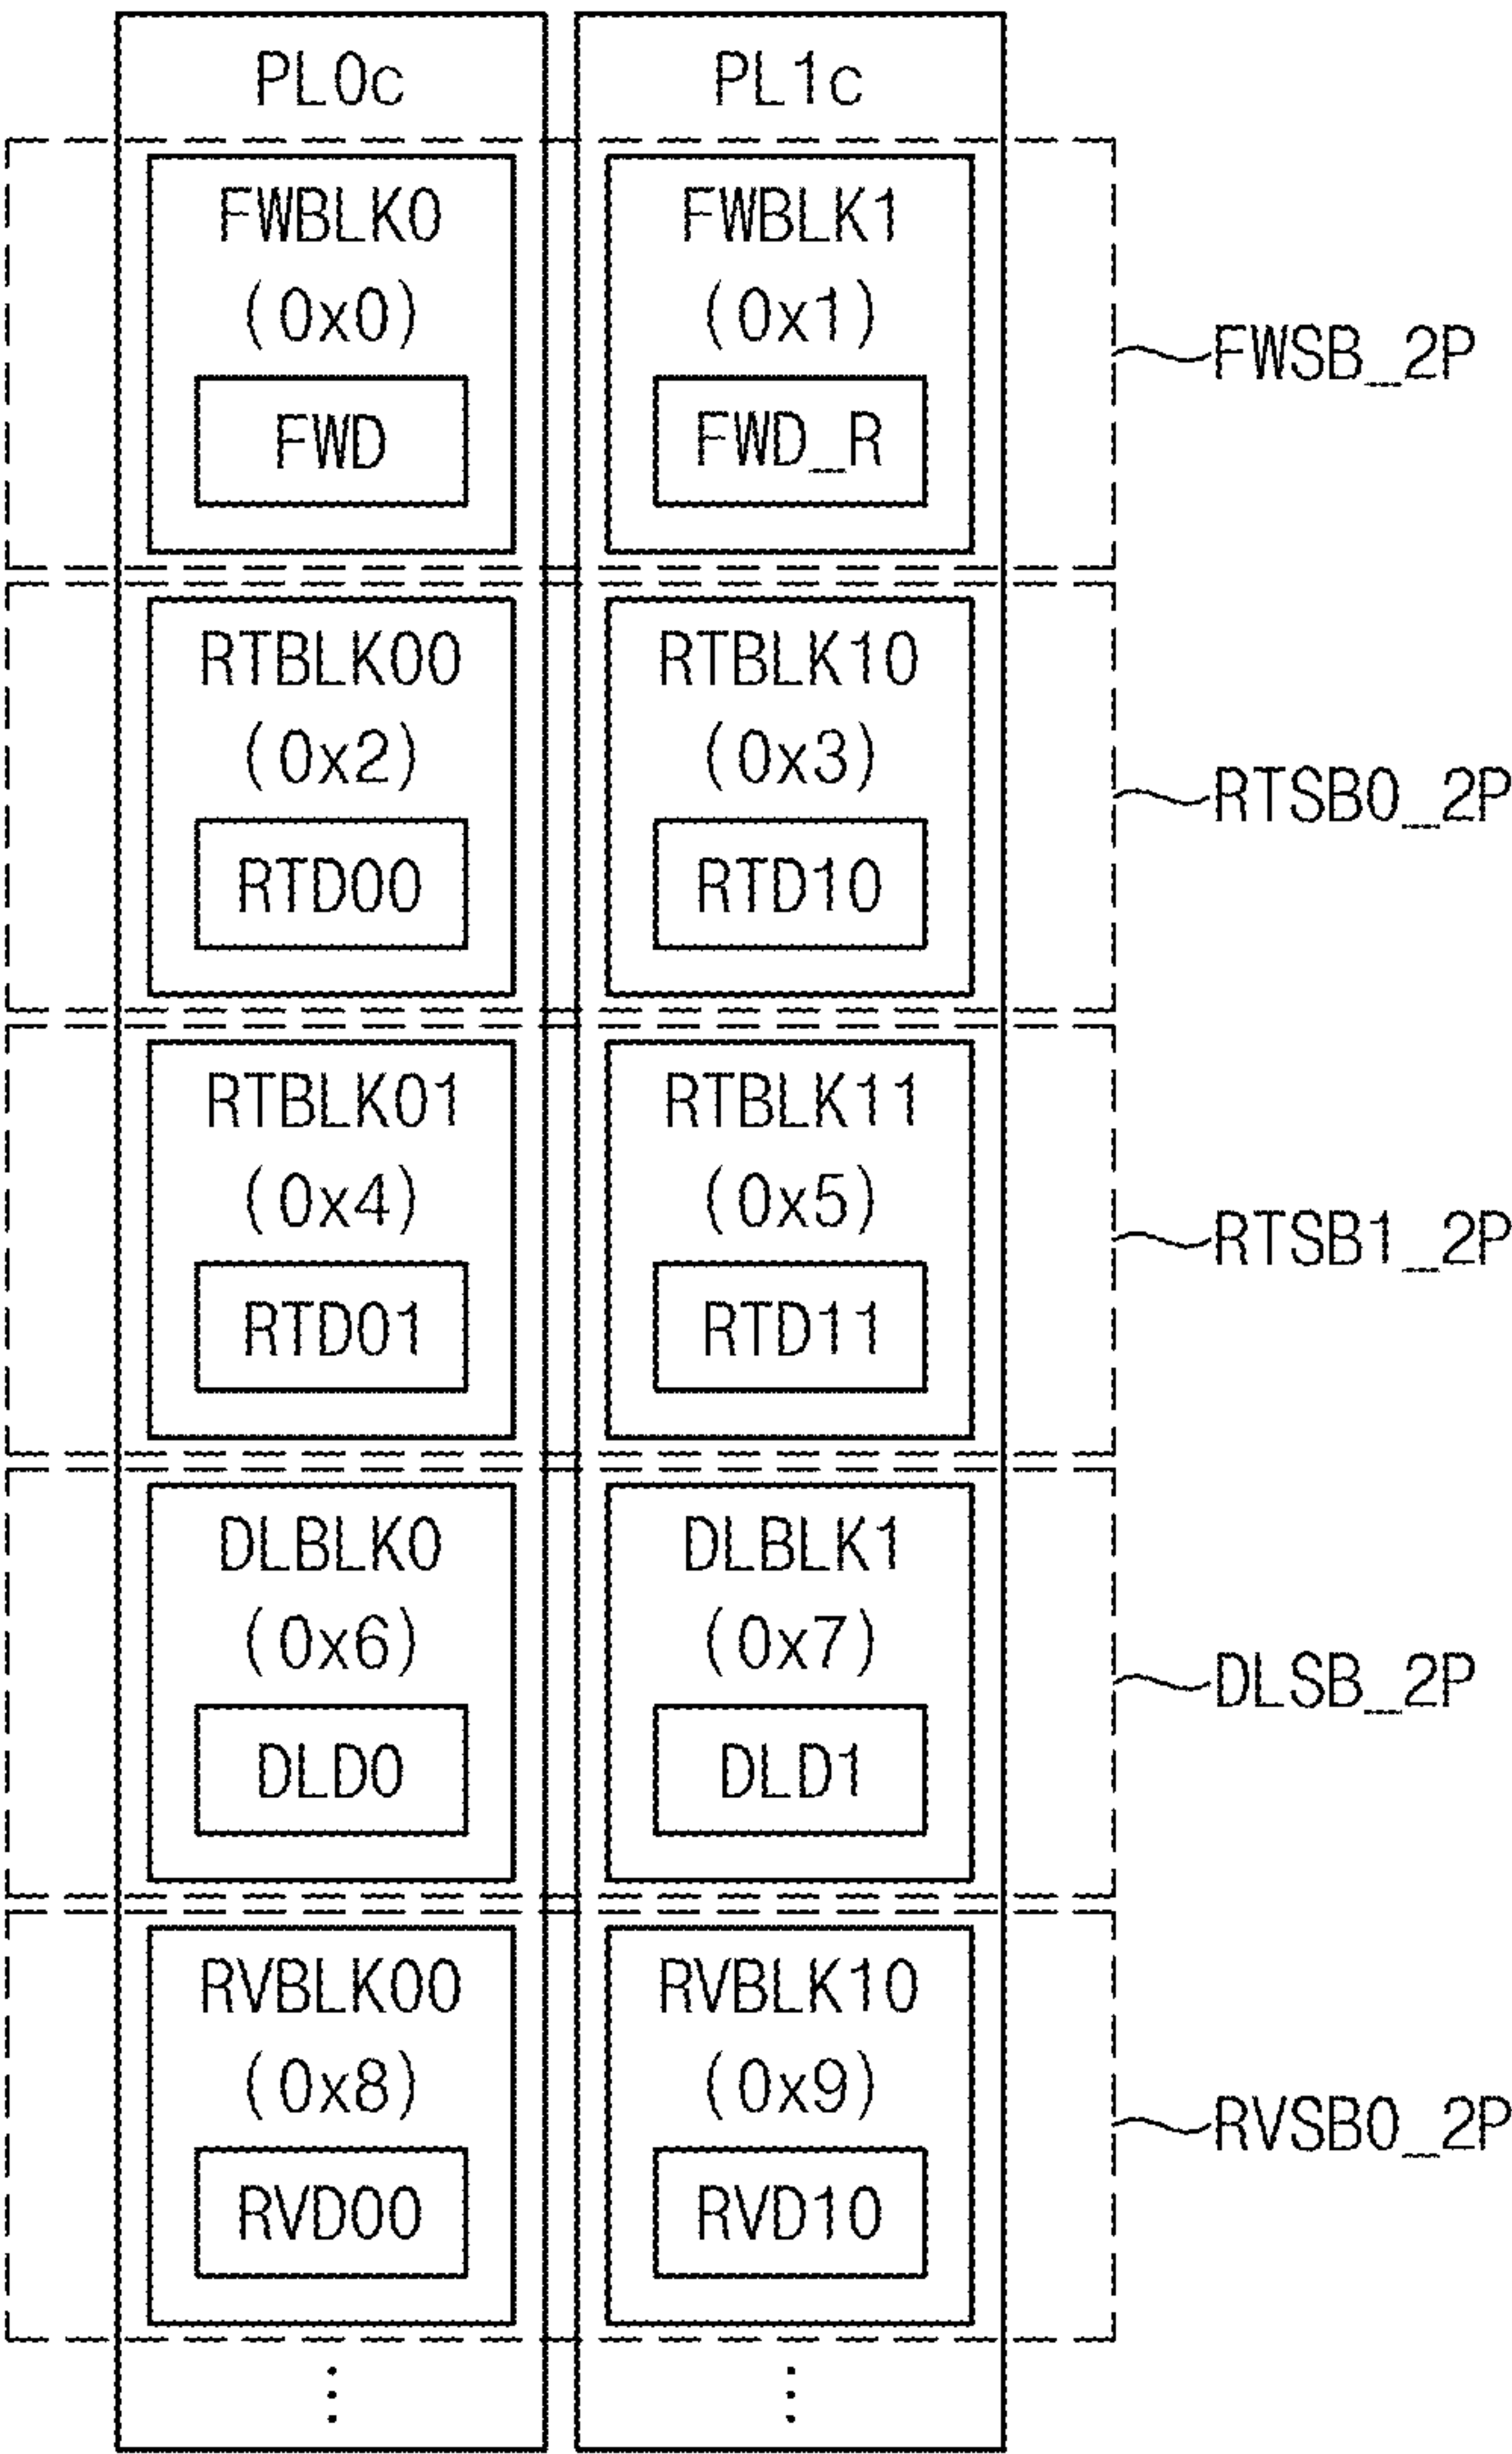 PL0c PL1c
FWBLK0 FWBLK1
(0x0) (0x1) FWSB_2P
FWD FWD_R
RTBLK00 RTBLK10
(0x2) (0x3) RTSB0_2P
RTD00 RTD10
RTBLK01 RTBLK11
(0x4) (0x5) RTSB1_2P
RTD01 RTD11
DLBLK0 DLBLK1
(0x6) (0x7) DLSB_2P
DLD0 DLD1
RVBLK00 RVBLK10
(0x8) (0x9) RVSB0_2P
RVD00 RVD10